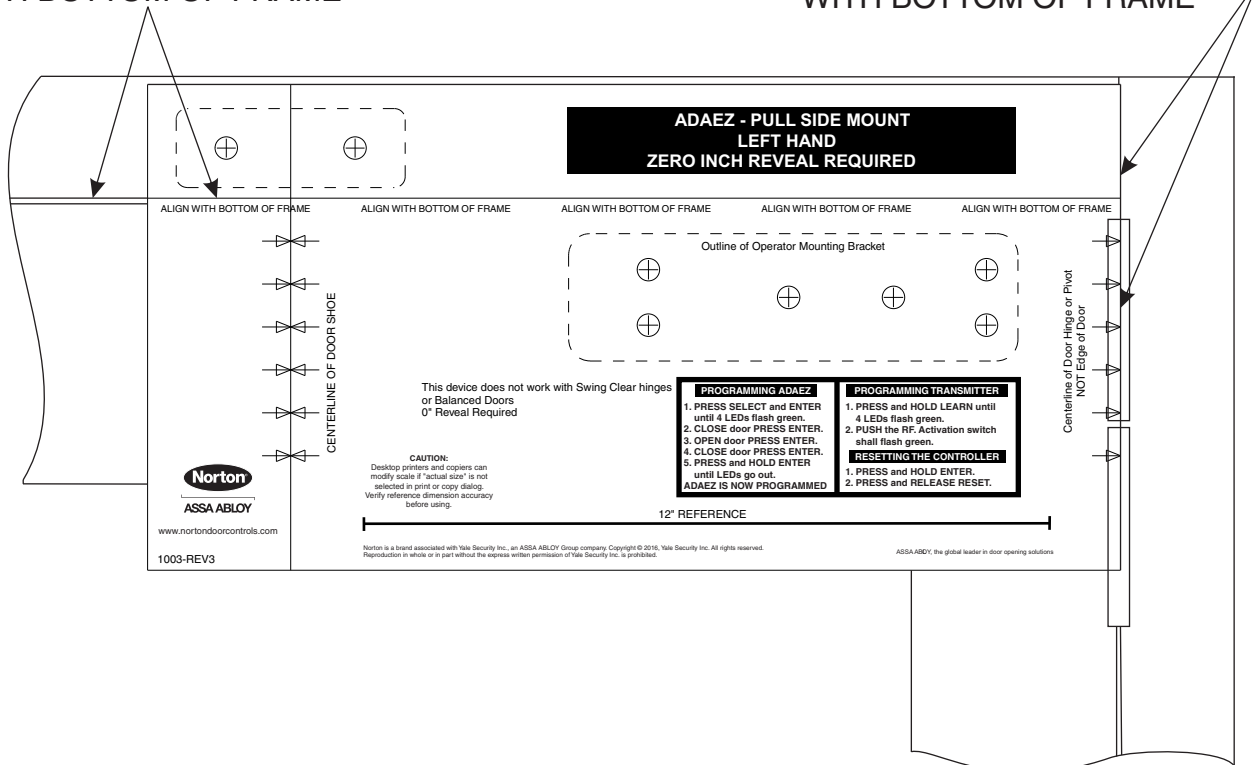 BOTTOM OF FRAME
WITH BOTTOM OF FRAME
ADAEZ - PULL SIDE MOUNT
LEFT HAND
ZERO INCH REVEAL REQUIRED
ALIGN WITH BOTTOM OF FRAME
ALIGN WITH BOTTOM OF FRAME
ALIGN WITH BOTTOM OF FRAME
ALIGN WITH BOTTOM OF FRAME
ALIGN WITH BOTTOM OF FRAME
Outline of Operator Mounting Bracket
CENTERLINE OF DOOR SHOE
Centerline of Door Hinge or Pivot
NOT Edge of Door
This device does not work with Swing Clear hinges
or Balanced Doors
0" Reveal Required
PROGRAMMING ADAEZ
1. PRESS SELECT and ENTER
until 4 LEDs flash green.
2. CLOSE door PRESS ENTER.
3. OPEN door PRESS ENTER.
4. CLOSE door PRESS ENTER.
5. PRESS and HOLD ENTER
until LEDs go out.
ADAEZ IS NOW PROGRAMMED
PROGRAMMING TRANSMITTER
1. PRESS and HOLD LEARN until
4 LEDs flash green.
2. PUSH the RF. Activation switch
shall flash green.
RESETTING THE CONTROLLER
1. PRESS and HOLD ENTER.
2. PRESS and RELEASE RESET.
CAUTION:
Desktop printers and copiers can
modify scale if "actual size" is not
selected in print or copy dialog.
Verify reference dimension accuracy
before using.
Norton
ASSA ABLOY
www.nortondoorcontrols.com
1003-REV3
12" REFERENCE
Norton is a brand associated with Yale Security Inc., an ASSA ABLOY Group company. Copyright © 2016, Yale Security Inc. All rights reserved.
Reproduction in whole or in part without the express written permission of Yale Security Inc. is prohibited.
ASSA ABLOY, the global leader in door opening solutions